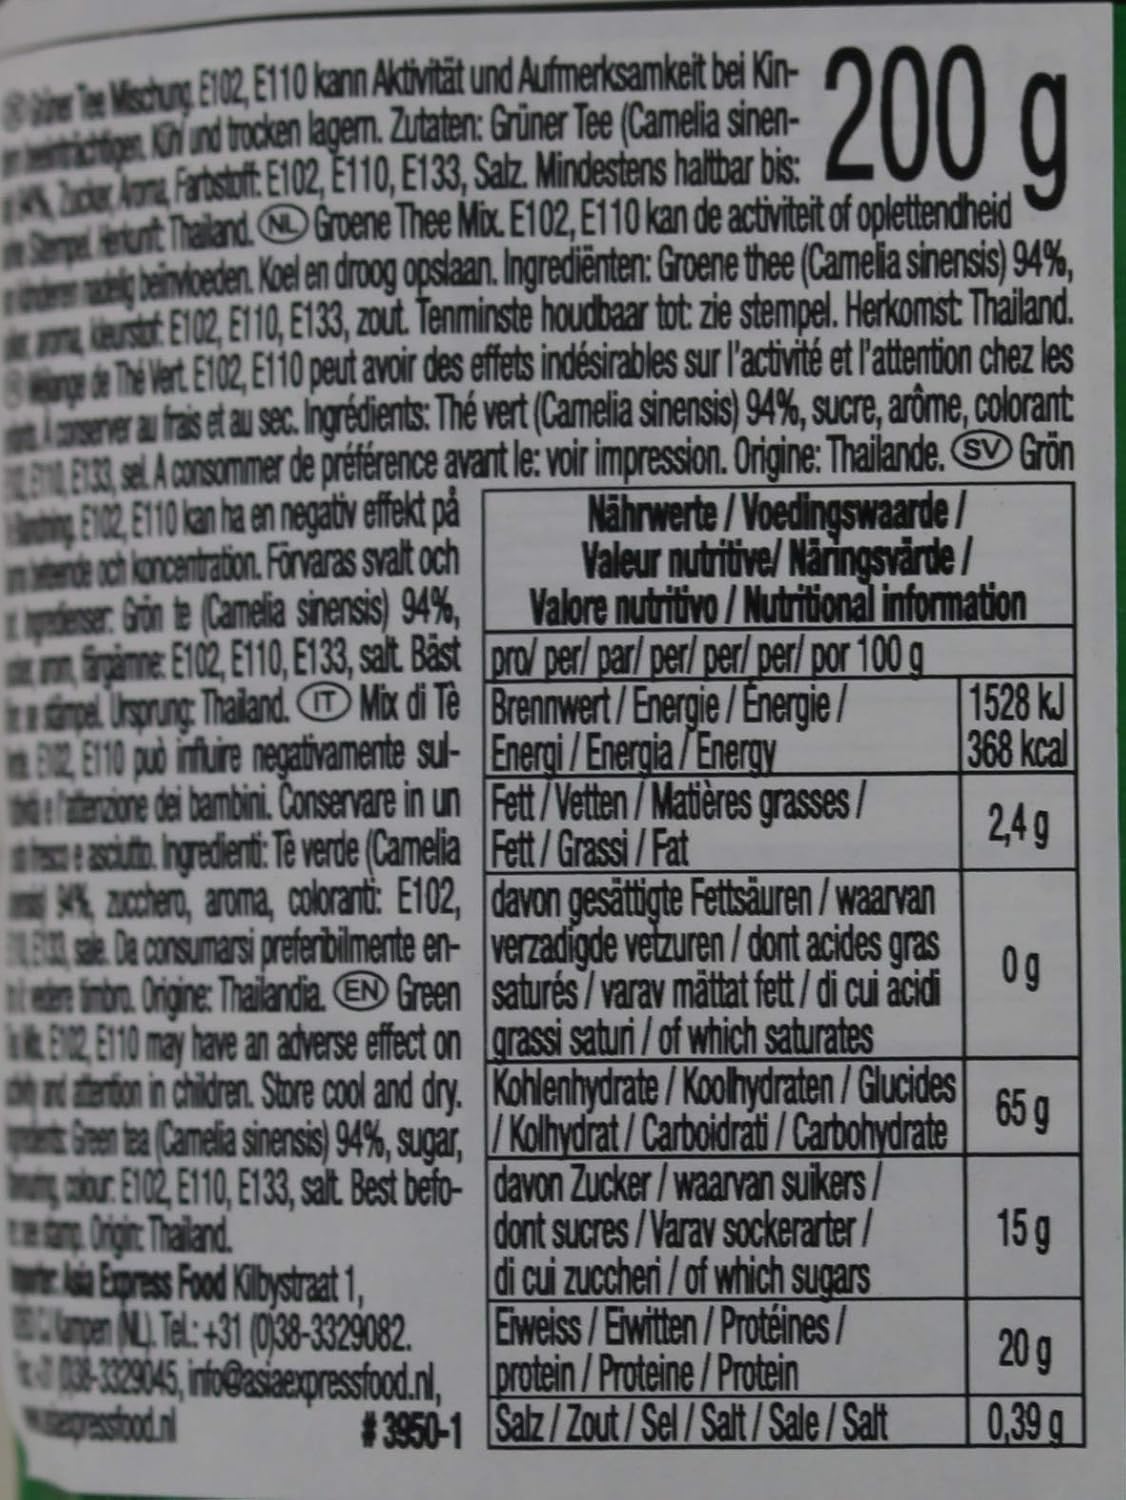 Grüner Tee Mischung. E102, E110 kann Aktivität und Aufmerksamkeit bei Kin-
200 g
beeinträchtigen. Kühl und trocken lagern. Zutaten: Grüner Tee (Camelia sinen-
94%, Zucker, Aroma, Farbstoff: E102, E110, E133, Salz. Mindestens haltbar bis:
Stempel. Herkunft: Thailand. NL Groene Thee Mix. E102, E110 kan de activiteit of oplettendheid
kinderen nadelig beïnvloeden. Koel en droog opslaan. Ingrediënten: Groene thee (Camelia sinensis) 94%,
aroma, kleurstof: E102, E110, E133, zout. Tenminste houdbaar tot: zie stempel. Herkomst: Thailand.
Mélange de Thé Vert. E102, E110 peut avoir des effets indésirables sur l'activité et l'attention chez les
A conserver au frais et au sec. Ingrédients: Thé vert (Camelia sinensis) 94%, sucre, arôme, colorant:
E110, E133, sel. A consommer de préférence avant le: voir impression. Origine: Thailande. SV Grön
E102, E110 kan ha en negativ effekt på
beteende och koncentration. Förvaras svalt och
Ingredienser: Grön te (Camelia sinensis) 94%,
arom, färgämne: E102, E110, E133, salt. Bäst
stämpel. Ursprung: Thailand. IT Mix di Tè
E102, E110 può influire negativamente sul-
e l'attenzione dei bambini. Conservare in un
fresco e asciutto. Ingredienti: Tè verde (Camelia
94%, zucchero, aroma, coloranti: E102,
E133, sale. Da consumarsi preferibilmente en-
vedere timbro. Origine: Thailandia. EN Green
E102, E110 may have an adverse effect on
and attention in children. Store cool and dry.
Green tea (Camelia sinensis) 94%, sugar,
colour: E102, E110, E133, salt. Best befo-
see stamp. Origin: Thailand.
Asia Express Food Kilbystraat 1,
Kampen (NL). Tel.: +31 (0)38-3329082.
(0)38-3329045, info@asiaexpressfood.nl,
# 3950-1
Nährwerte / Voedingswaarde /
Valeur nutritive/ Näringsvärde /
Valore nutritivo / Nutritional information
pro/ per/ par/ per/ per/ per/ por 100 g
Brennwert / Energie / Énergie / 1528 kJ
Energi / Energia / Energy 368 kcal
Fett / Vetten / Matières grasses /
Fett / Grassi / Fat 2,4 g
davon gesättigte Fettsäuren / waarvan
verzadigde vetzuren / dont acides gras
saturés / varav mättat fett / di cui acidi
grassi saturi / of which saturates 0 g
Kohlenhydrate / Koolhydraten / Glucides
/ Kolhydrat / Carboidrati / Carbohydrate 65 g
davon Zucker / waarvan suikers /
dont sucres / Varav sockerarter /
di cui zuccheri / of which sugars 15 g
Eiweiss / Eiwitten / Protéines /
protein / Proteine / Protein 20 g
Salz / Zout / Sel / Salt / Sale / Salt 0,39 g